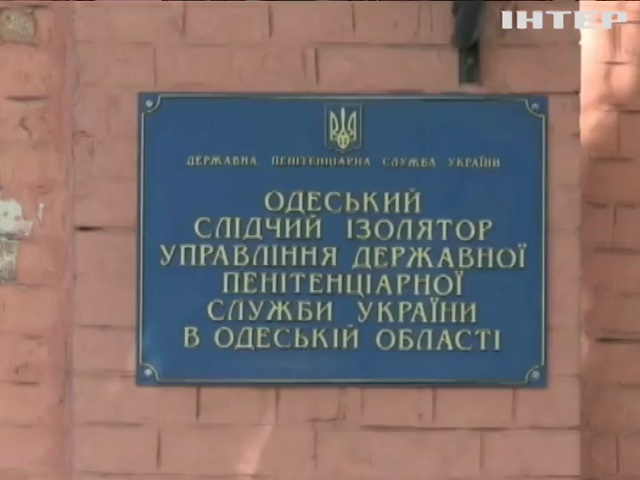 ІНТЕР
ДЕРЖАВНА ПЕНІТЕНЦІАРНА СЛУЖБА УКРАЇНИ
ОДЕСЬКИЙ
СЛІДЧИЙ ІЗОЛЯТОР
УПРАВЛІННЯ ДЕРЖАВНОЇ
ПЕНІТЕНЦІАРНОЇ
СЛУЖБИ УКРАЇНИ
В ОДЕСЬКІЙ ОБЛАСТІ